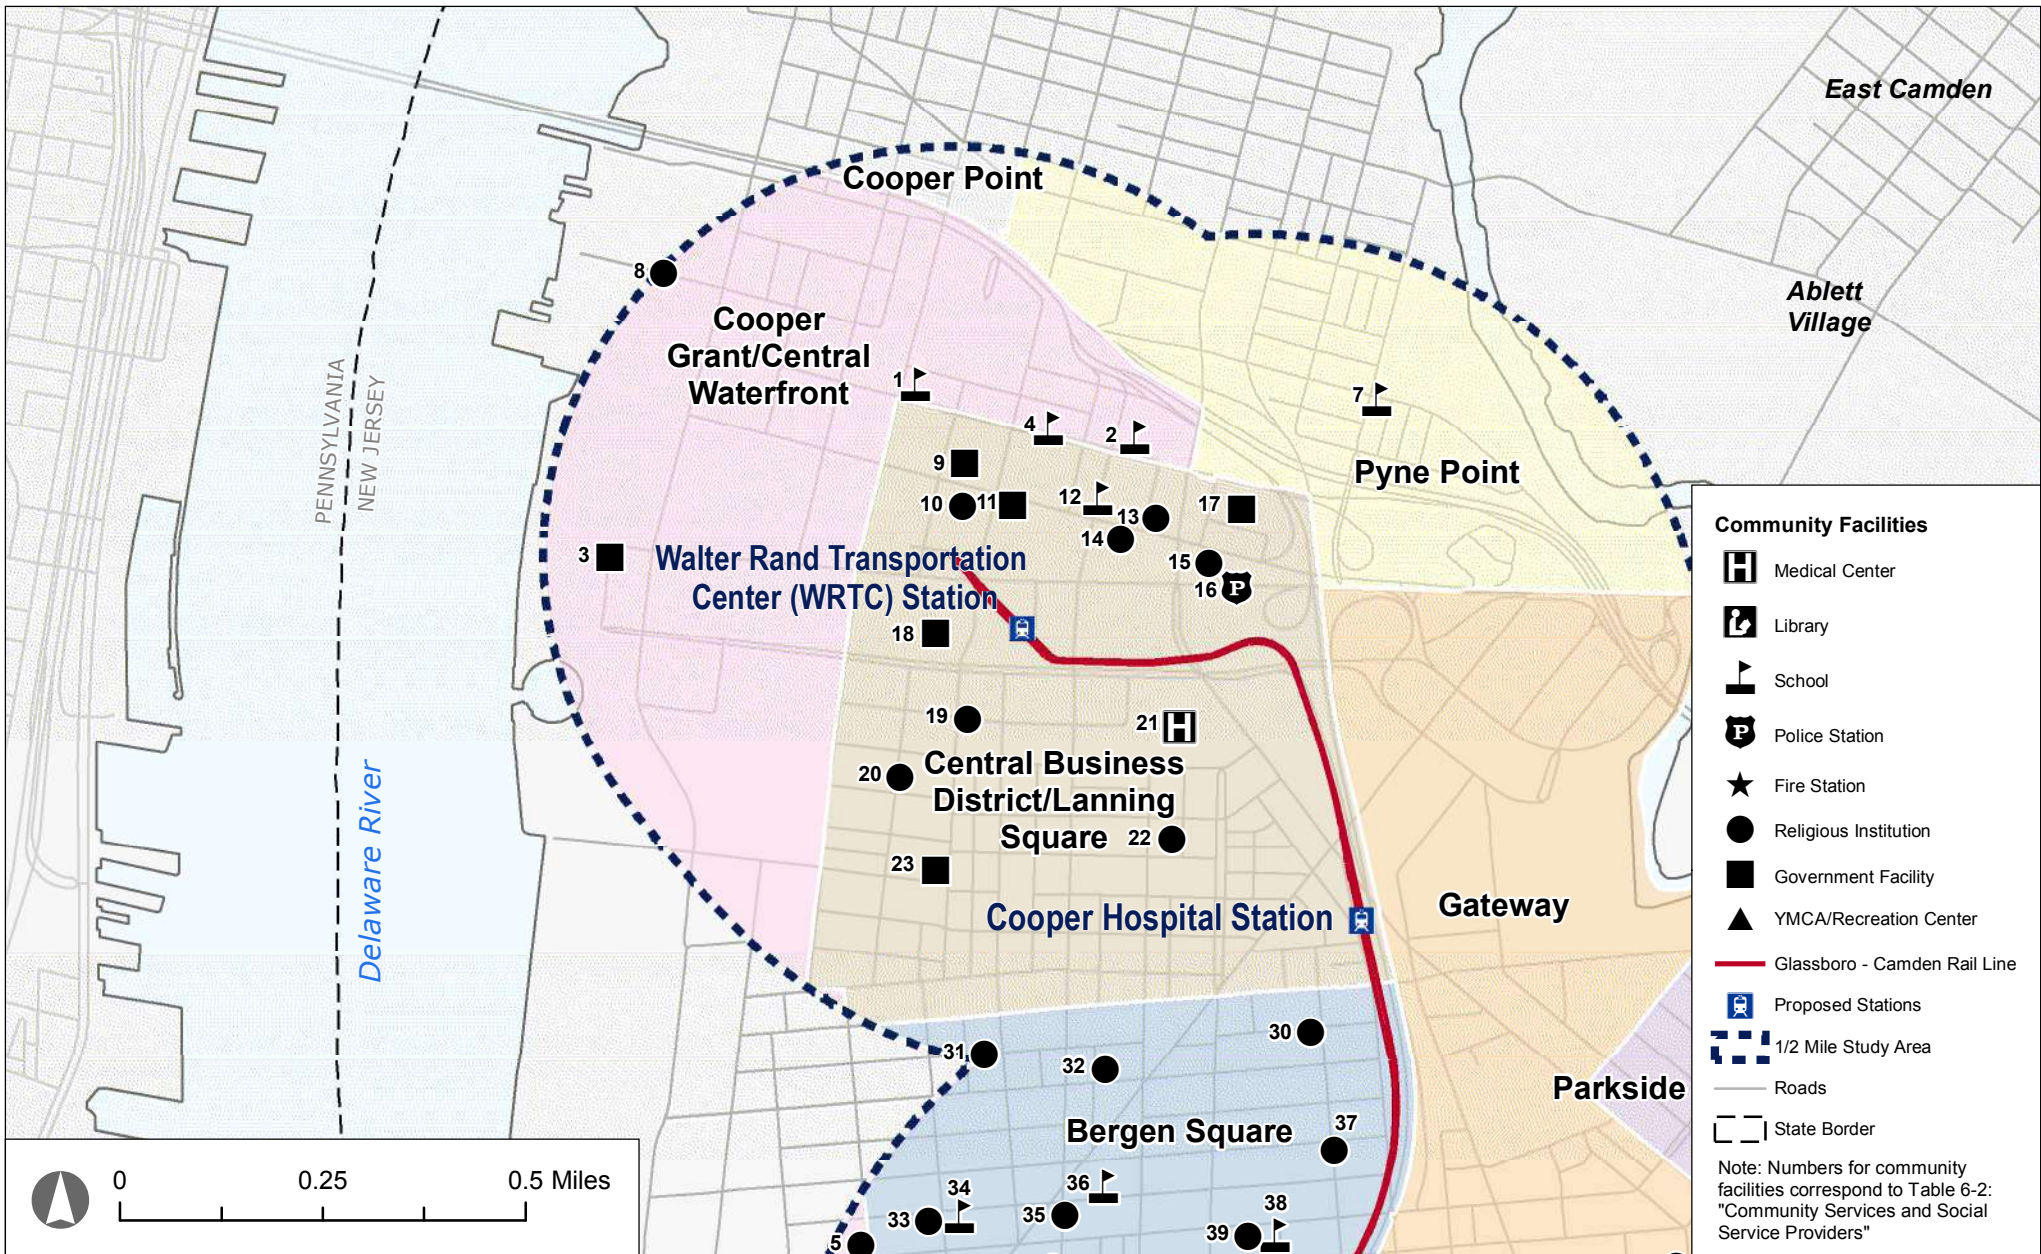 East Camden
Cooper Point
8
Ablett
Village
Cooper
Grant/Central
Waterfront
PENNSYLVANIA
NEW JERSEY
1
7
4
2
9
Pyne Point
10
11
12
13
17
14
3
Walter Rand Transportation
Center (WRTC) Station
15
16
P
18
19
21
H
20
Central Business
District/Lanning
Square
22
23
Delaware River
Cooper Hospital Station
Gateway
30
31
32
Parkside
Bergen Square
37
36
34
33
35
38
39
5
0
0.25
0.5 Miles
Community Facilities
H
Medical Center
Library
School
P
Police Station
Fire Station
Religious Institution
Government Facility
YMCA/Recreation Center
Glassboro - Camden Rail Line
Proposed Stations
1/2 Mile Study Area
Roads
State Border
Note: Numbers for community
facilities correspond to Table 6-2:
"Community Services and Social
Service Providers"